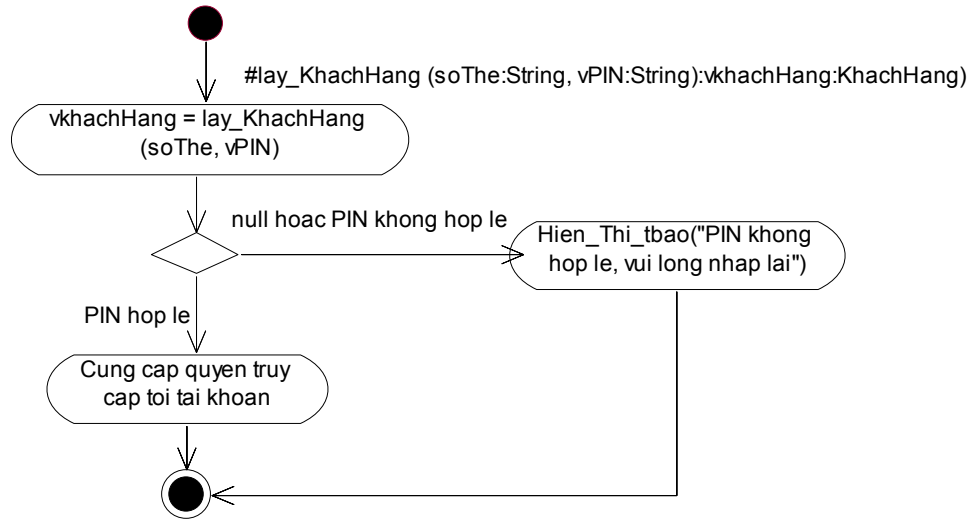 #lay_KhachHang (soThe:String, vPIN:String):vkhachHang:KhachHang)
vkhachHang = lay_KhachHang
(soThe, vPIN)
null hoac PIN khong hop le
Hien_Thi_tbao("PIN khong
hop le, vui long nhap lai")
PIN hop le
Cung cap quyen truy
cap toi tai khoan